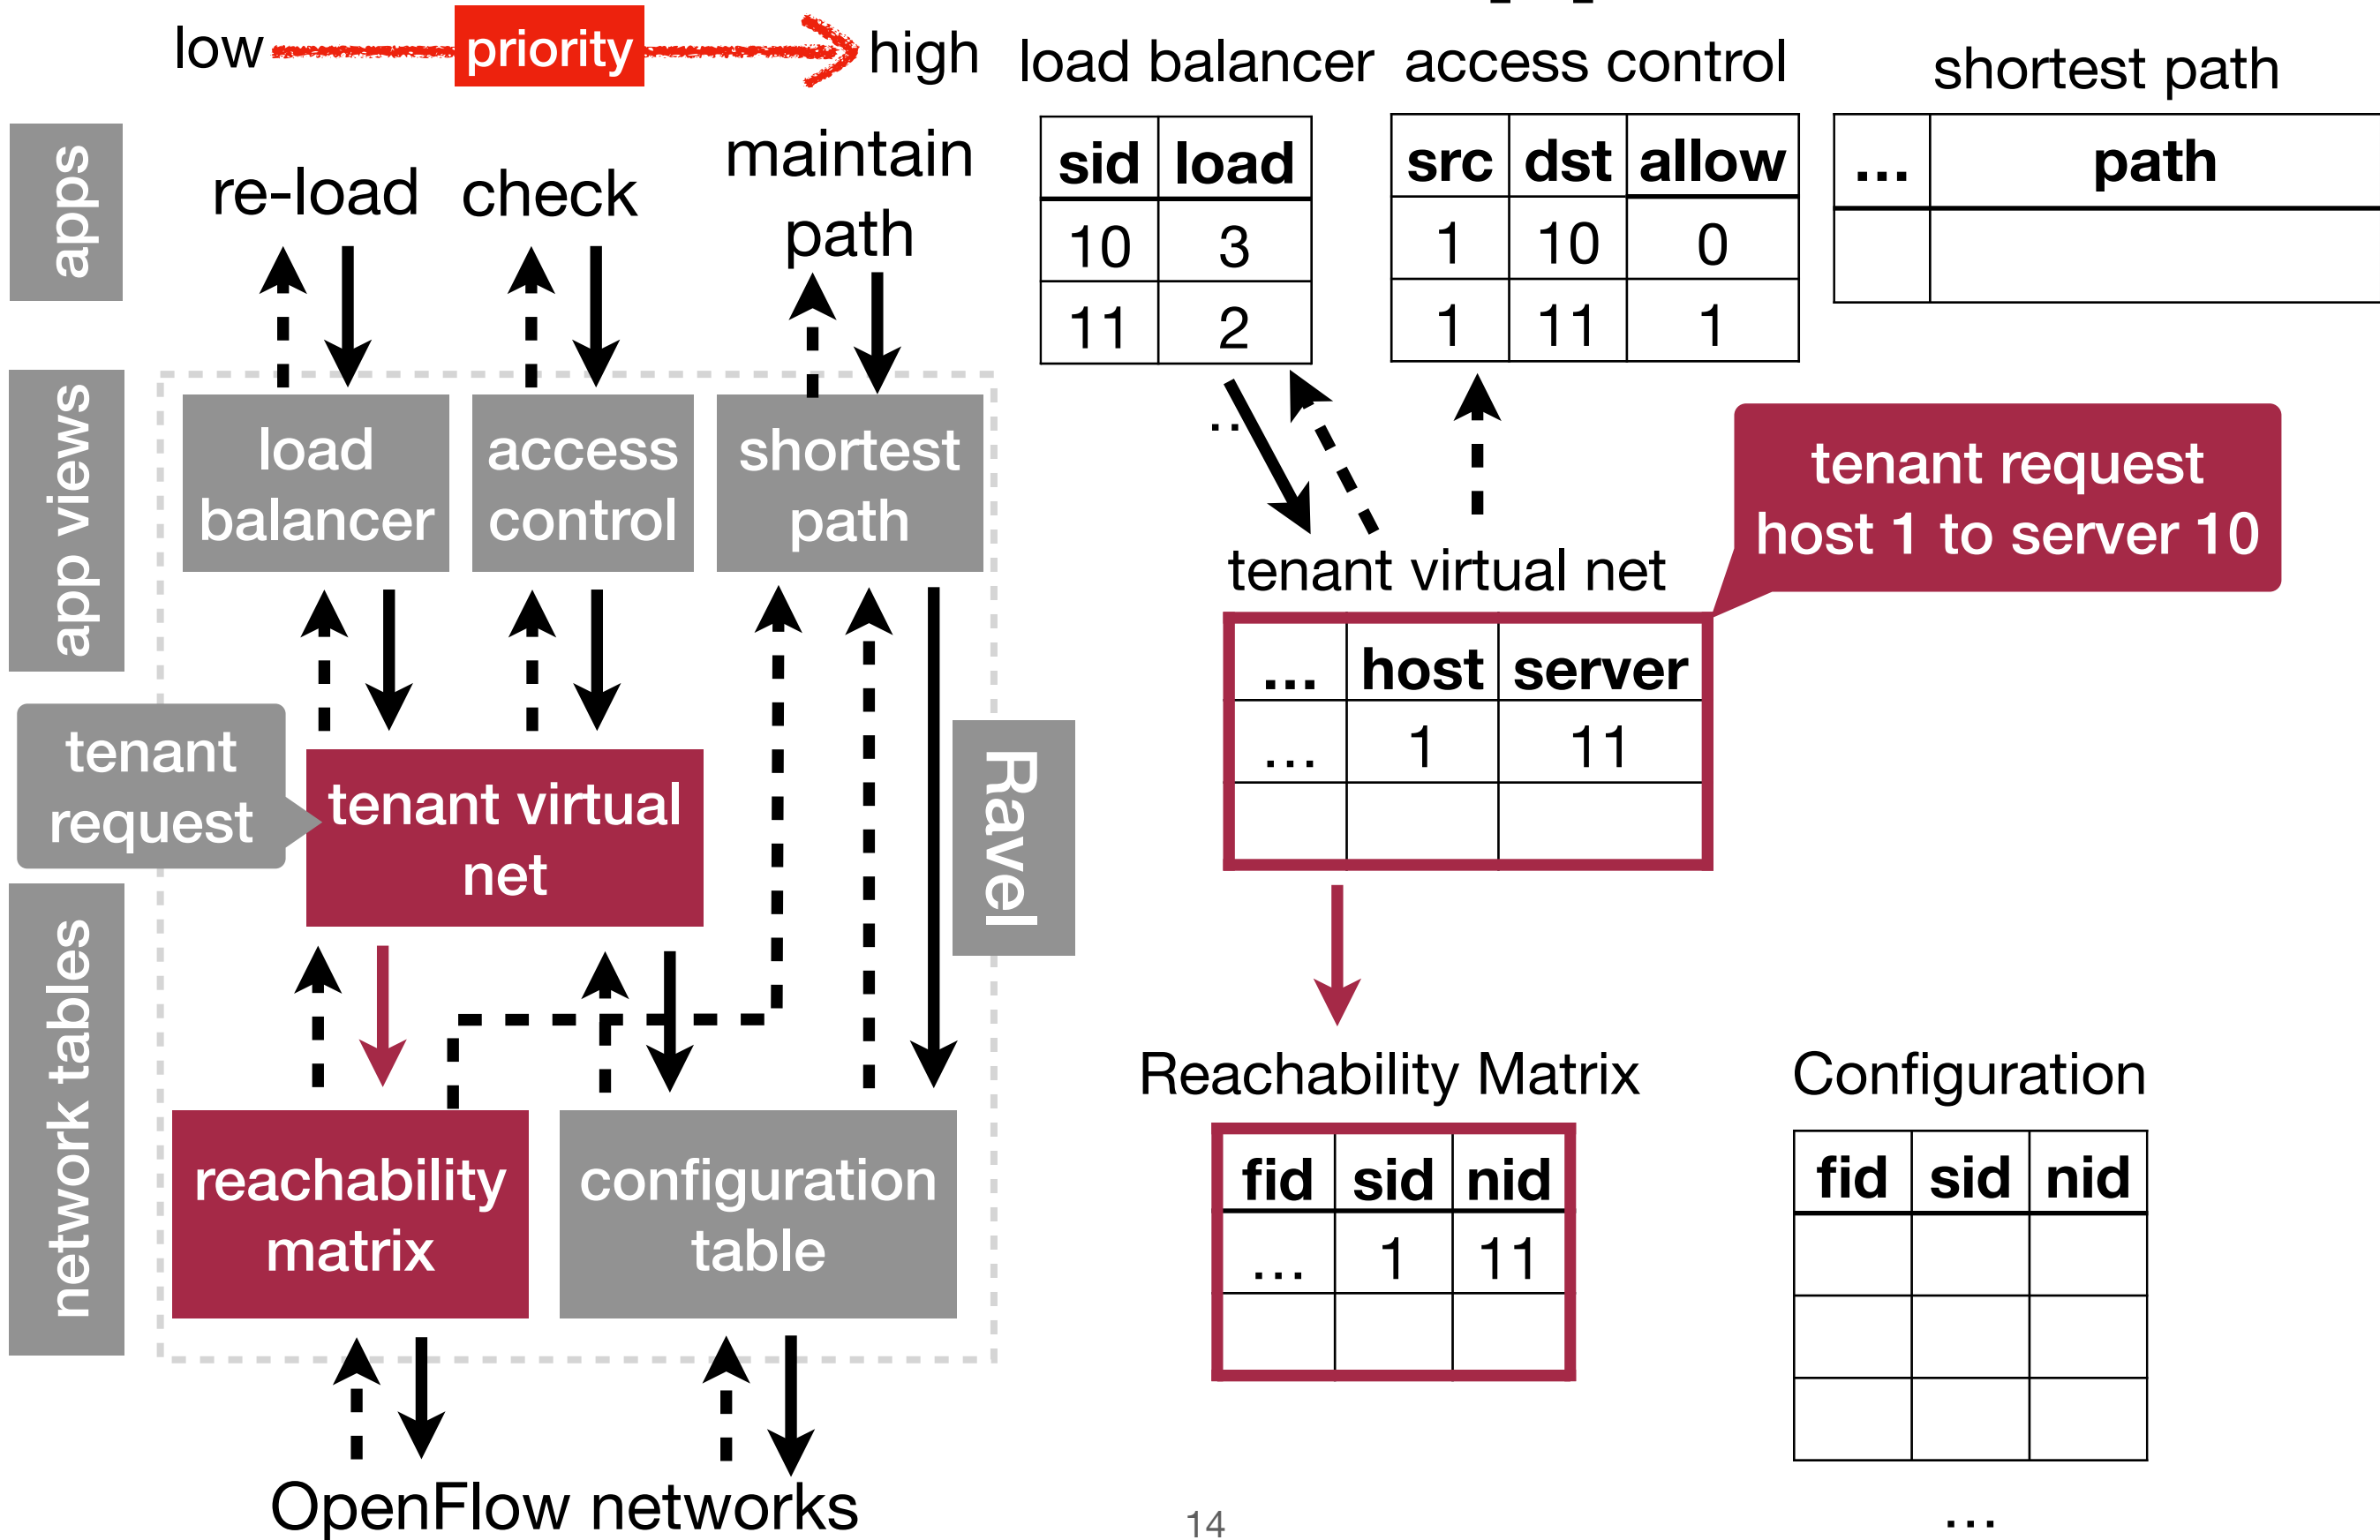 low priority high
apps
re-load
check
maintain
path
app views
load
balancer
access
control
shortest
path
tenant
request
tenant virtual
net
Ravel
network tables
reachability
matrix
configuration
table
OpenFlow networks
load balancer
sid load
10 3
11 2
..
access control
src dst allow
1 10 0
1 11 1
shortest path
... path
tenant request
host 1 to server 10
tenant virtual net
... host server
... 1 11
Reachability Matrix
fid sid nid
... 1 11
Configuration
fid sid nid
...
14